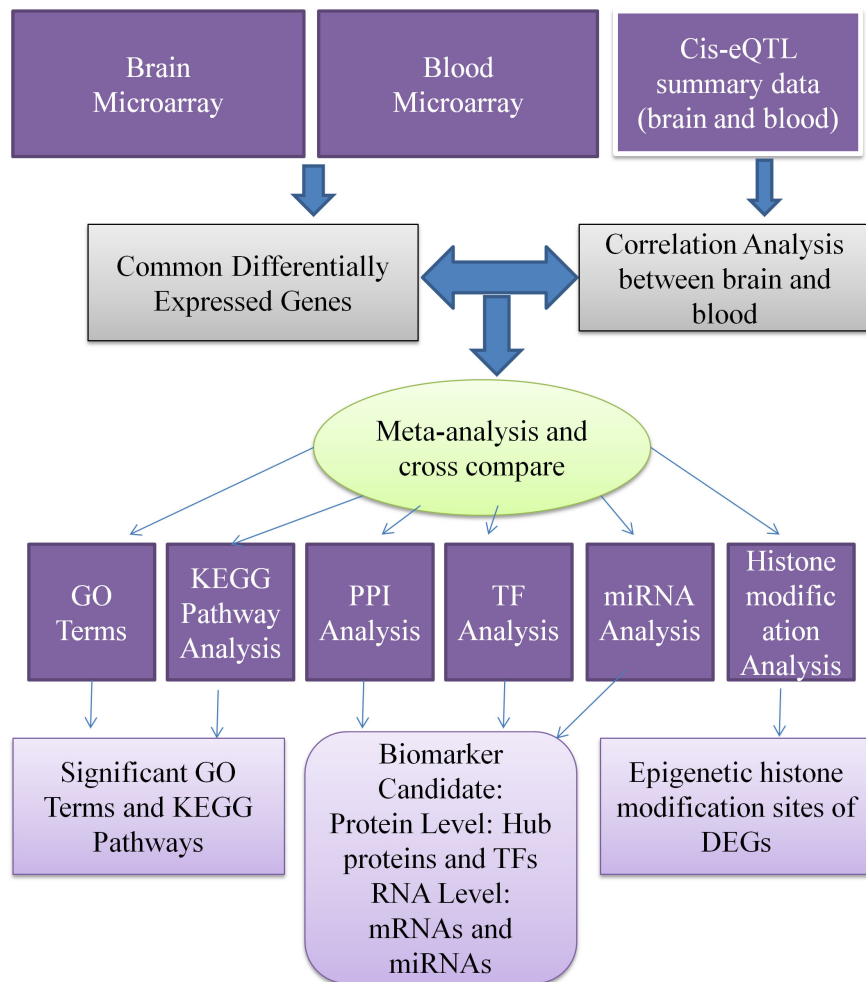 Brain
Microarray
Blood
Microarray
Cis-eQTL
summary data
(brain and blood)
Common Differentially
Expressed Genes
Correlation Analysis
between brain and
blood
Meta-analysis and
cross compare
GO
Terms
KEGG
Pathway
Analysis
PPI
Analysis
TF
Analysis
miRNA
Analysis
Histone
modific
ation
Analysis
Significant GO
Terms and KEGG
Pathways
Biomarker
Candidate:
Protein Level: Hub
proteins and TFs
RNA Level:
mRNAs and
miRNAs
Epigenetic histone
modification sites of
DEGs